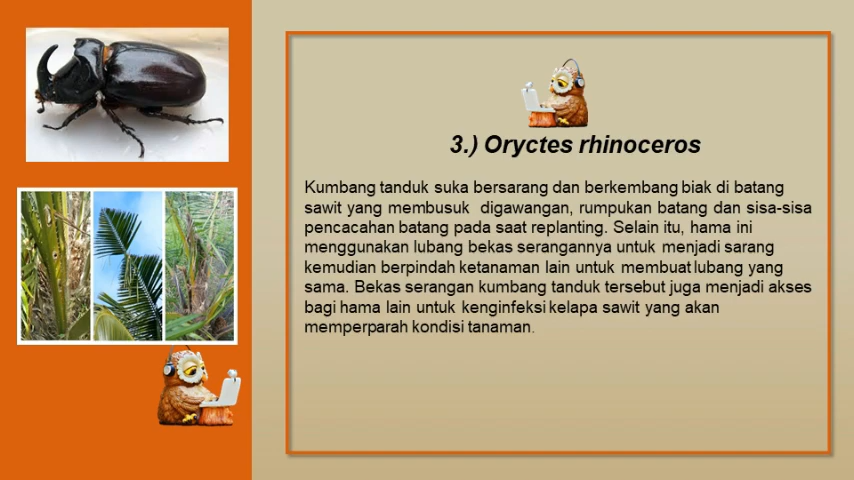 3.) Oryctes rhinoceros
Kumbang tanduk suka bersarang dan berkembang biak di batang
sawit yang membusuk digawangan, rumpukan batang dan sisa-sisa
pencacahan batang pada saat replanting. Selain itu, hama ini
menggunakan lubang bekas serangannya untuk menjadi sarang
kemudian berpindah ketanaman lain untuk membuat lubang yang
sama. Bekas serangan kumbang tanduk tersebut juga menjadi akses
bagi hama lain untuk kenginfeksi kelapa sawit yang akan
memperparah kondisi tanaman.